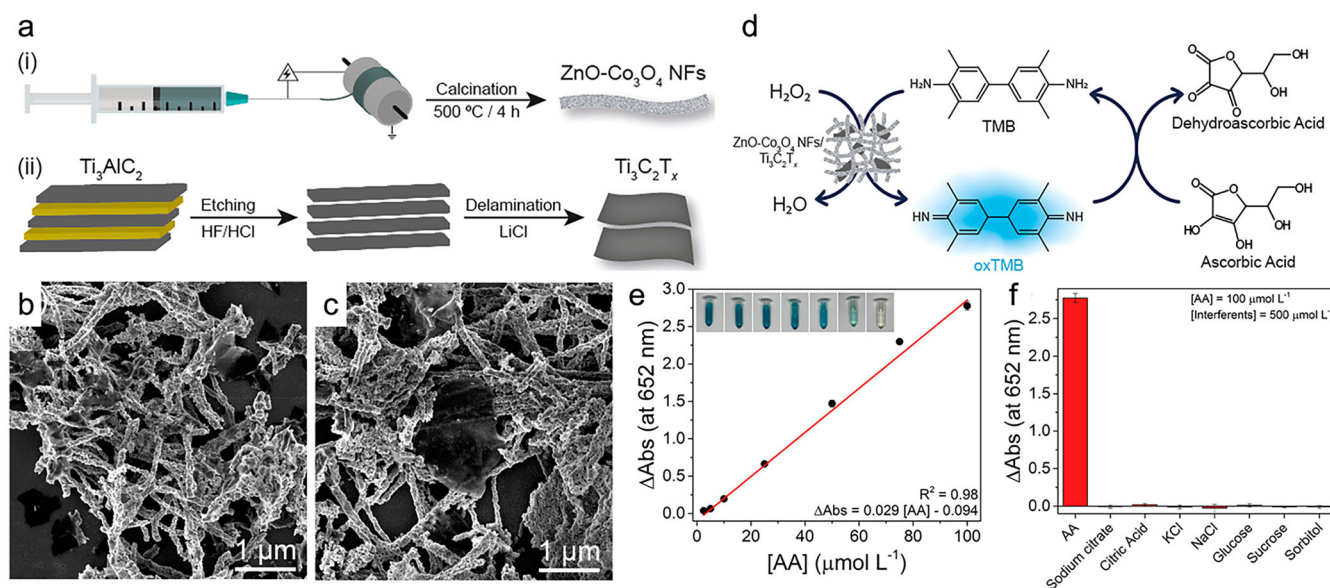 a
(i)
Calcination
500 ºC / 4 h
ZnO-Co₃O₄ NFs
(ii)
Ti₃AlC₂
Etching
HF/HCl
Delamination
LiCl
Ti₃C₂Tₓ
b
1 µm
c
1 µm
d
H₂O₂
ZnO-Co₃O₄ NFs/
Ti₃C₂Tₓ
H₂O
H₂N
NH₂
TMB
HN
NH
oxTMB
O
O
O
O
OH
OH
Dehydroascorbic Acid
O
O
OH
OH
HO
OH
Ascorbic Acid
e
ΔAbs (at 652 nm)
3.0
2.5
2.0
1.5
1.0
0.5
0.0
R² = 0.98
ΔAbs = 0.029 [AA] - 0.094
0 20 40 60 80 100
[AA] (µmol L⁻¹)
f
[AA] = 100 µmol L⁻¹
[Interferents] = 500 µmol L⁻
ΔAbs (at 652 nm)
2.5
2.0
1.5
1.0
0.5
0.0
AA
Sodium citrate
Citric Acid
KCl
NaCl
Glucose
Sucrose
Sorbitol